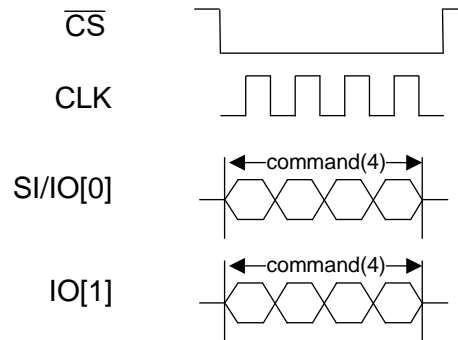 CS
CLK
SI/IO[0]
command(4)
IO[1]
command(4)